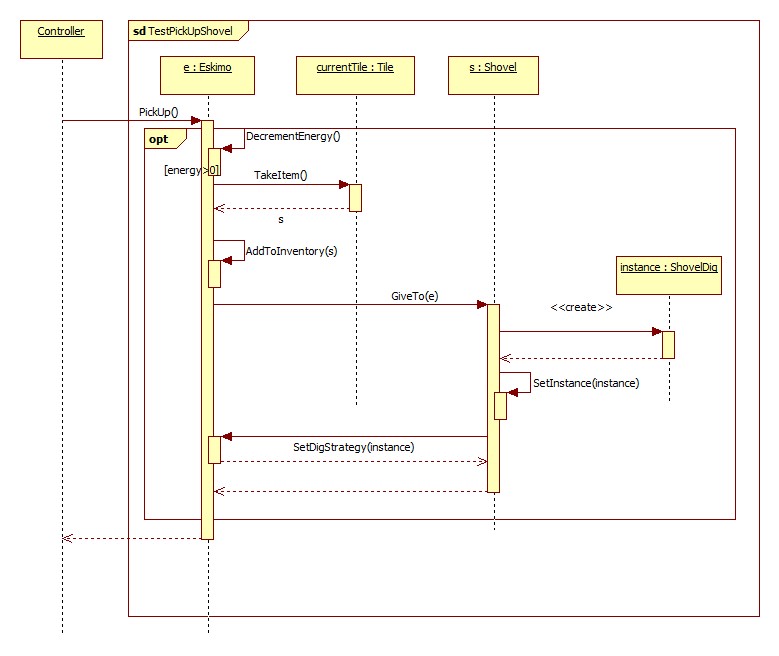 Controller
sd TestPickUpShovel
e : Eskimo
currentTile : Tile
s : Shovel
PickUp()
opt
DecrementEnergy()
[energy>0]
TakeItem()
s
AddToInventory(s)
instance : ShovelDig
GiveTo(e)
<<create>>
SetInstance(instance)
SetDigStrategy(instance)